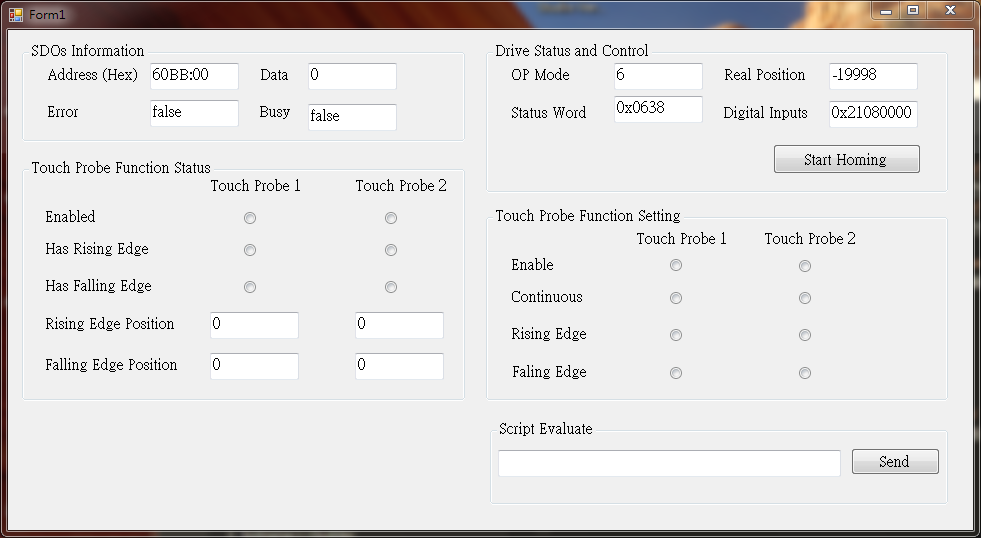 Form1
SDOs Information
Address (Hex) 60BB:00 Data 0
Error false Busy false
Touch Probe Function Status
Touch Probe 1 Touch Probe 2
Enabled
Has Rising Edge
Has Falling Edge
Rising Edge Position 0 0
Falling Edge Position 0 0
Drive Status and Control
OP Mode 6 Real Position -19998
Status Word 0x0638 Digital Inputs 0x21080000
Start Homing
Touch Probe Function Setting
Touch Probe 1 Touch Probe 2
Enable
Continuous
Rising Edge
Faling Edge
Script Evaluate
Send